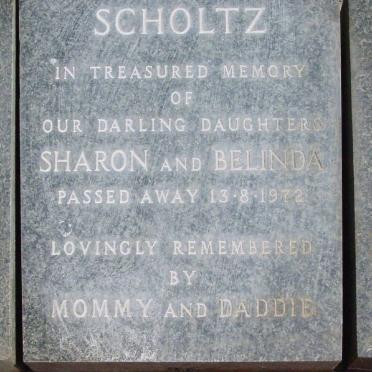 SCHOLTZ
IN TREASURED MEMORY
OF
OUR DARLING DAUGHTERS
SHARON AND BELINDA
PASSED AWAY 13·8·1972
LOVINGLY REMEMBERED
BY
MOMMY AND DADDIE.